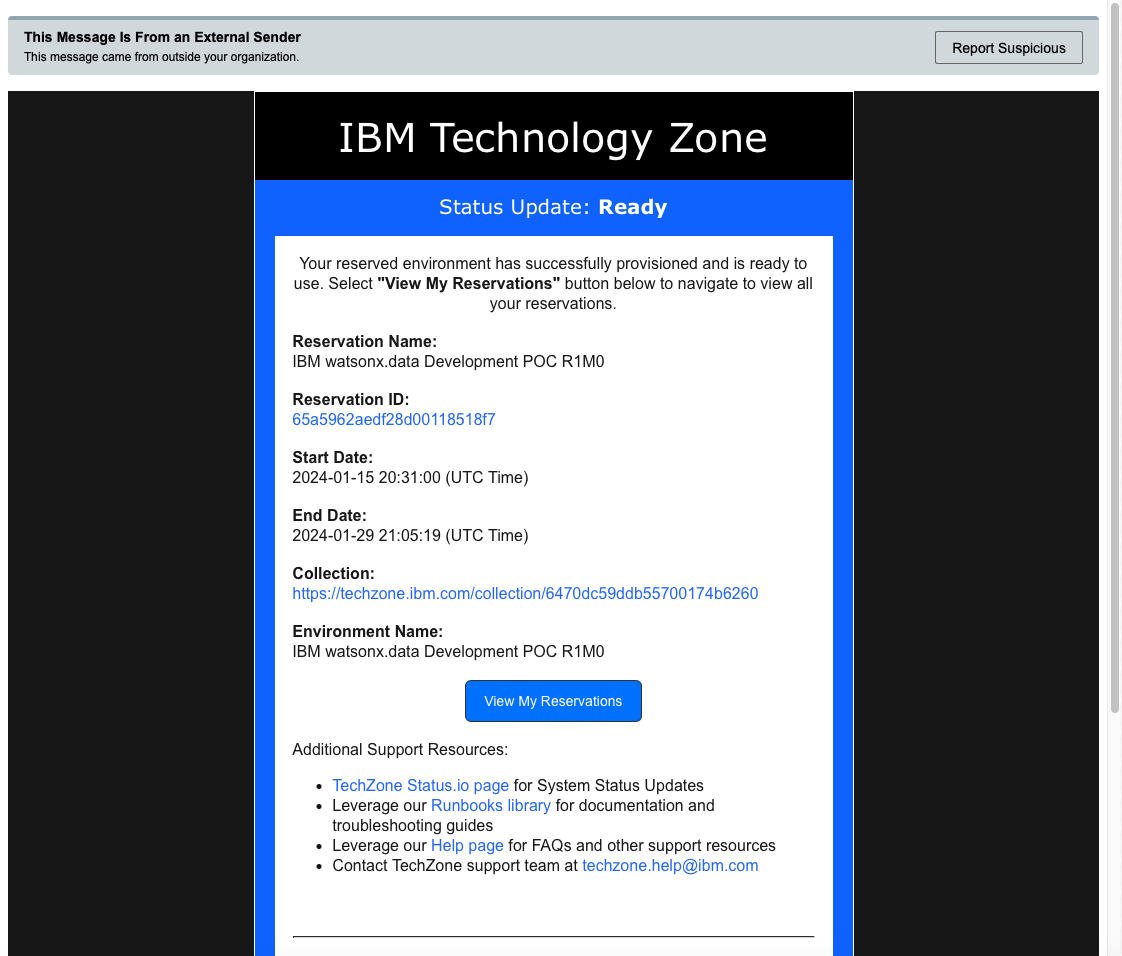 This Message Is From an External Sender
This message came from outside your organization.
Report Suspicious
IBM Technology Zone
Status Update: Ready
Your reserved environment has successfully provisioned and is ready to
use. Select "View My Reservations" button below to navigate to view all
your reservations.
Reservation Name:
IBM watsonx.data Development POC R1M0
Reservation ID:
65a5962aedf28d00118518f7
Start Date:
2024-01-15 20:31:00 (UTC Time)
End Date:
2024-01-29 21:05:19 (UTC Time)
Collection:
https://techzone.ibm.com/collection/6470dc59ddb55700174b6260
Environment Name:
IBM watsonx.data Development POC R1M0
View My Reservations
Additional Support Resources:
• TechZone Status.io page for System Status Updates
• Leverage our Runbooks library for documentation and
troubleshooting guides
• Leverage our Help page for FAQs and other support resources
• Contact TechZone support team at techzone.help@ibm.com